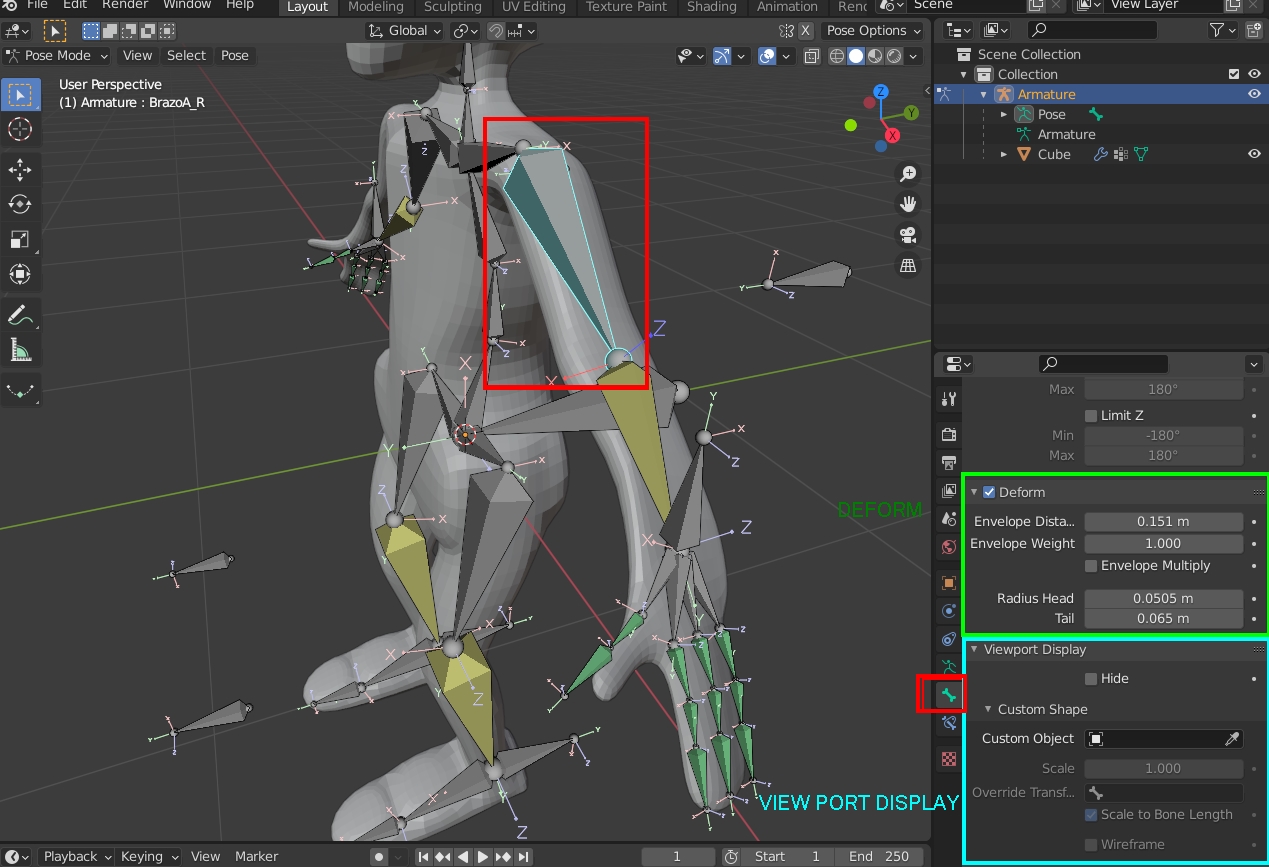 File Edit Render Window Help Layout Modeling Sculpting UV Editing Texture Paint Shading Animation Scene View Layer
Global X Pose Options
Pose Mode View Select Pose
User Perspective
(1) Armature : BrazoA_R
Scene Collection
Collection
Armature
Pose
Armature
Cube
Max 180°
Limit Z
Min -180°
Max 180°
Deform
DEFORM
Envelope Dista... 0.151 m
Envelope Weight 1.000
Envelope Multiply
Radius Head 0.0505 m
Tail 0.065 m
Viewport Display
Hide
Custom Shape
Custom Object
Scale 1.000
Override Transf...
VIEW PORT DISPLAY
Scale to Bone Length
Wireframe
Playback Keying View Marker 1 Start 1 End 250